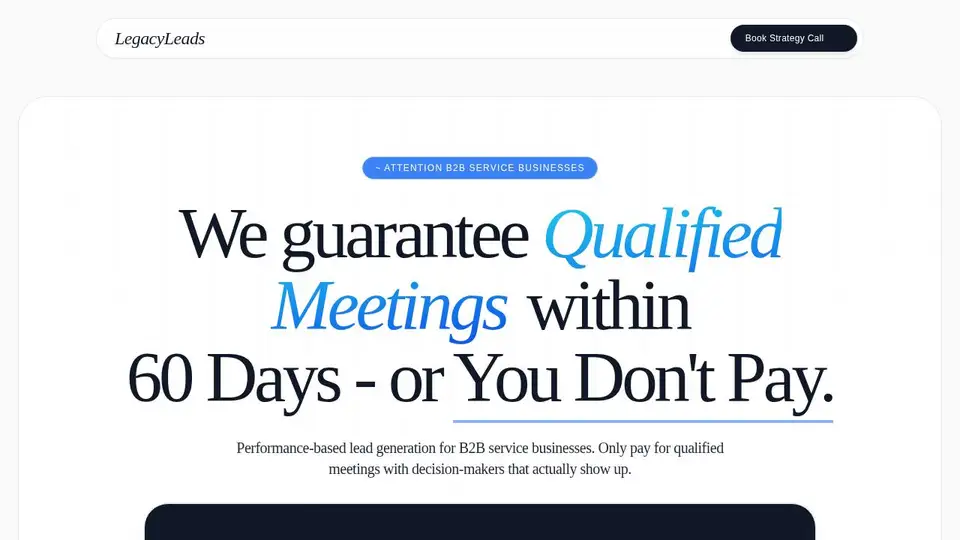 LegacyLeads
Book Strategy Call
~ ATTENTION B2B SERVICE BUSINESSES
We guarantee Qualified
Meetings within
60 Days - or You Don't Pay.
Performance-based lead generation for B2B service businesses. Only pay for qualified
meetings with decision-makers that actually show up.